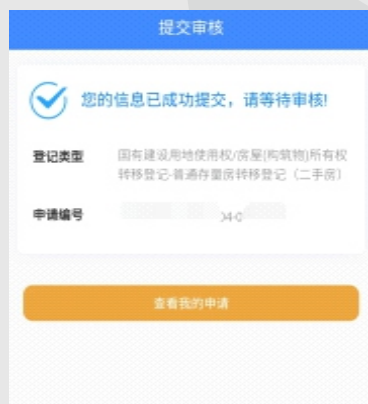 提交审核
您的信息已成功提交，请等待审核!
登记类型
国有建设用地使用权/房屋(构筑物)所有权
转移登记-普通存量房转移登记（二手房）
申请编号
查看我的申请